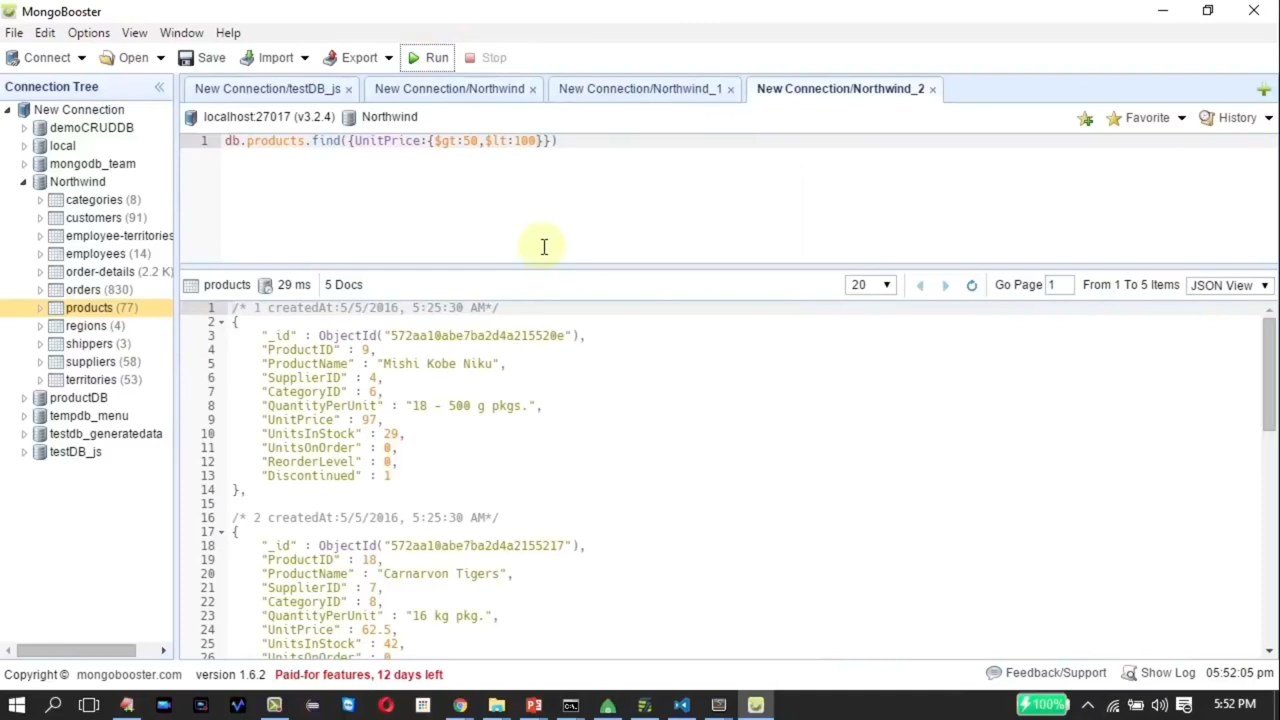 MongoBooster
File Edit Options View Window Help
Connect Open Save Import Export Run Stop
Connection Tree
New Connection
demoCRUDDB
local
mongodb_team
Northwind
categories (8)
customers (91)
employee-territories
employees (14)
order-details (2.2 K)
orders (830)
products (77)
regions (4)
shippers (3)
suppliers (58)
territories (53)
productDB
tempdb_menu
testdb_generatedata
testDB_js
New Connection/testDB_js × New Connection/Northwind × New Connection/Northwind_1 × New Connection/Northwind_2 ×
localhost:27017 (v3.2.4) Northwind Favorite History
1 db.products.find({UnitPrice:{$gt:50,$lt:100}})
products 29 ms 5 Docs 20 Go Page 1 From 1 To 5 Items JSON View
1 /* 1 createdAt:5/5/2016, 5:25:30 AM*/
2 {
3 "_id" : ObjectId("572aa10abe7ba2d4a215520e"),
4 "ProductID" : 9,
5 "ProductName" : "Mishi Kobe Niku",
6 "SupplierID" : 4,
7 "CategoryID" : 6,
8 "QuantityPerUnit" : "18 - 500 g pkgs.",
9 "UnitPrice" : 97,
10 "UnitsInStock" : 29,
11 "UnitsOnOrder" : 0,
12 "ReorderLevel" : 0,
13 "Discontinued" : 1
14 },
15
16 /* 2 createdAt:5/5/2016, 5:25:30 AM*/
17 {
18 "_id" : ObjectId("572aa10abe7ba2d4a2155217"),
19 "ProductID" : 18,
20 "ProductName" : "Carnarvon Tigers",
21 "SupplierID" : 7,
22 "CategoryID" : 8,
23 "QuantityPerUnit" : "16 kg pkg.",
24 "UnitPrice" : 62.5,
25 "UnitsInStock" : 42,
26 "UnitsOnOrder" : 0
Copyright © mongobooster.com version 1.6.2 Paid-for features, 12 days left Feedback/Support Show Log 05:52:05 PM
100% 5:52 PM